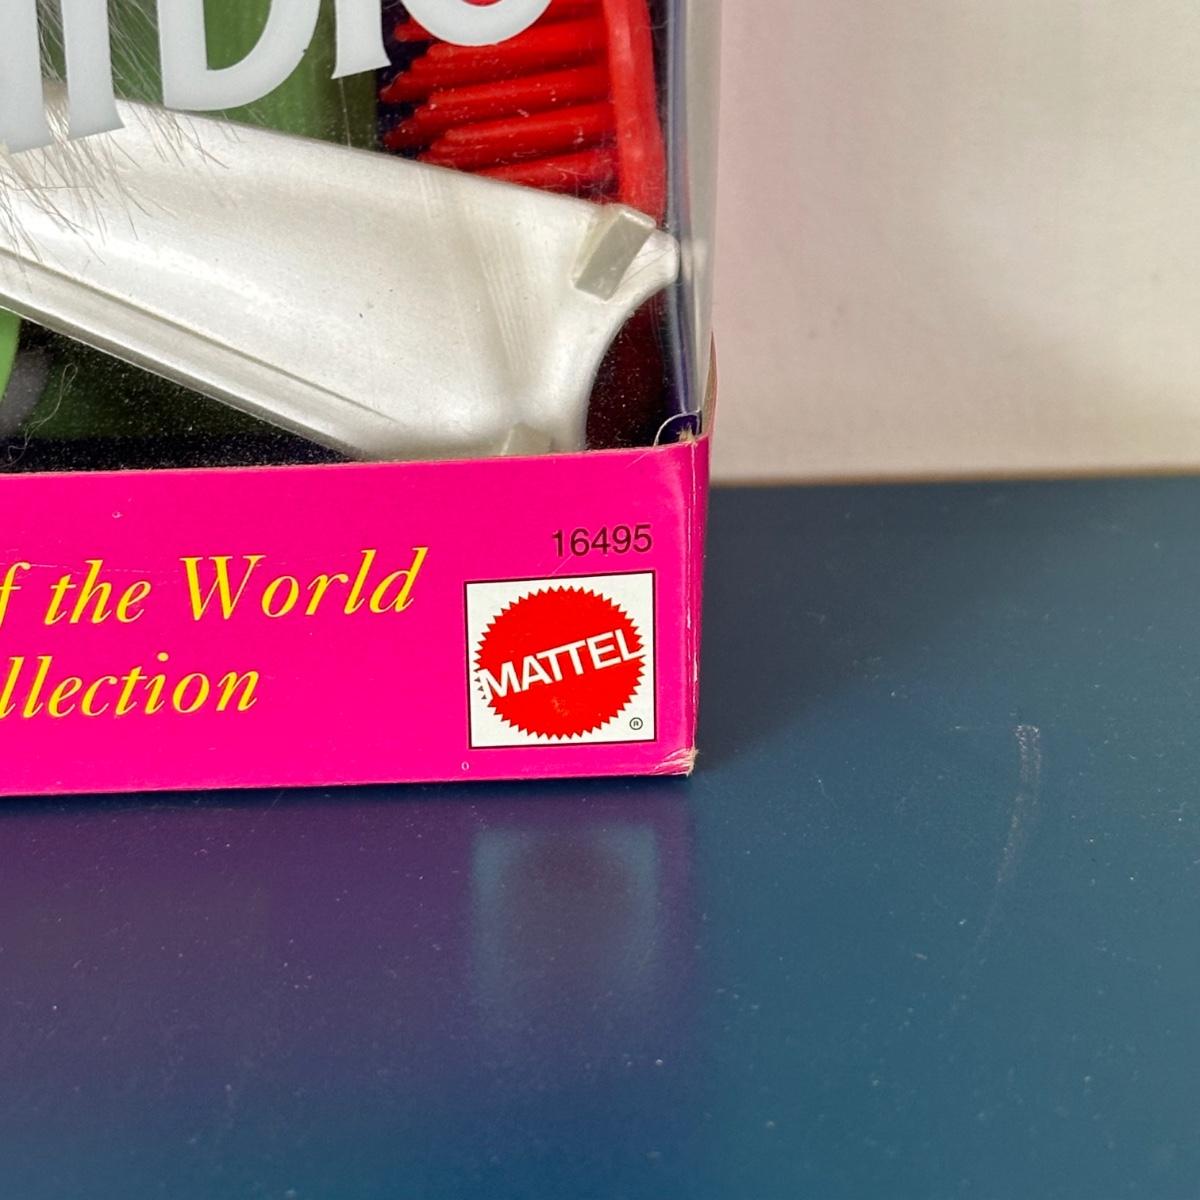 16495
f the World
llection
MATTEL
®